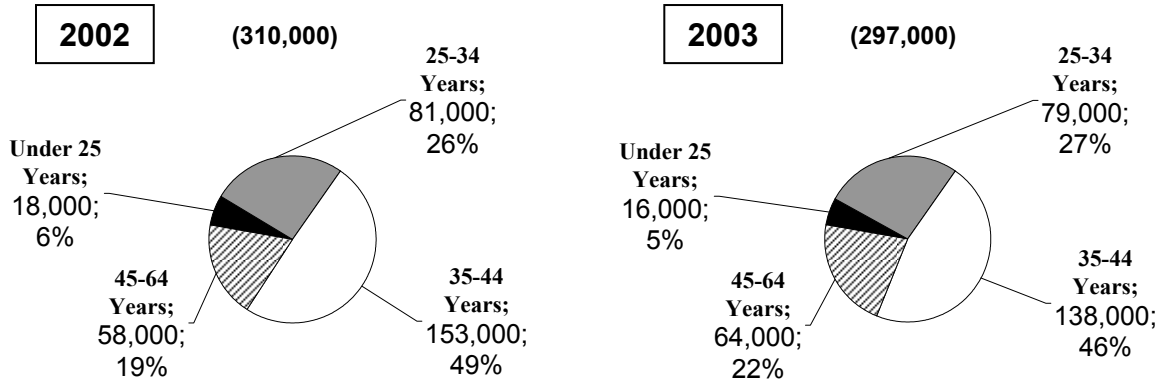 2002
(310,000)
25-34
Years;
81,000;
26%
Under 25
Years;
18,000;
6%
45-64
Years;
58,000;
19%
35-44
Years;
153,000;
49%
2003
(297,000)
25-34
Years;
79,000;
27%
Under 25
Years;
16,000;
5%
45-64
Years;
64,000;
22%
35-44
Years;
138,000;
46%